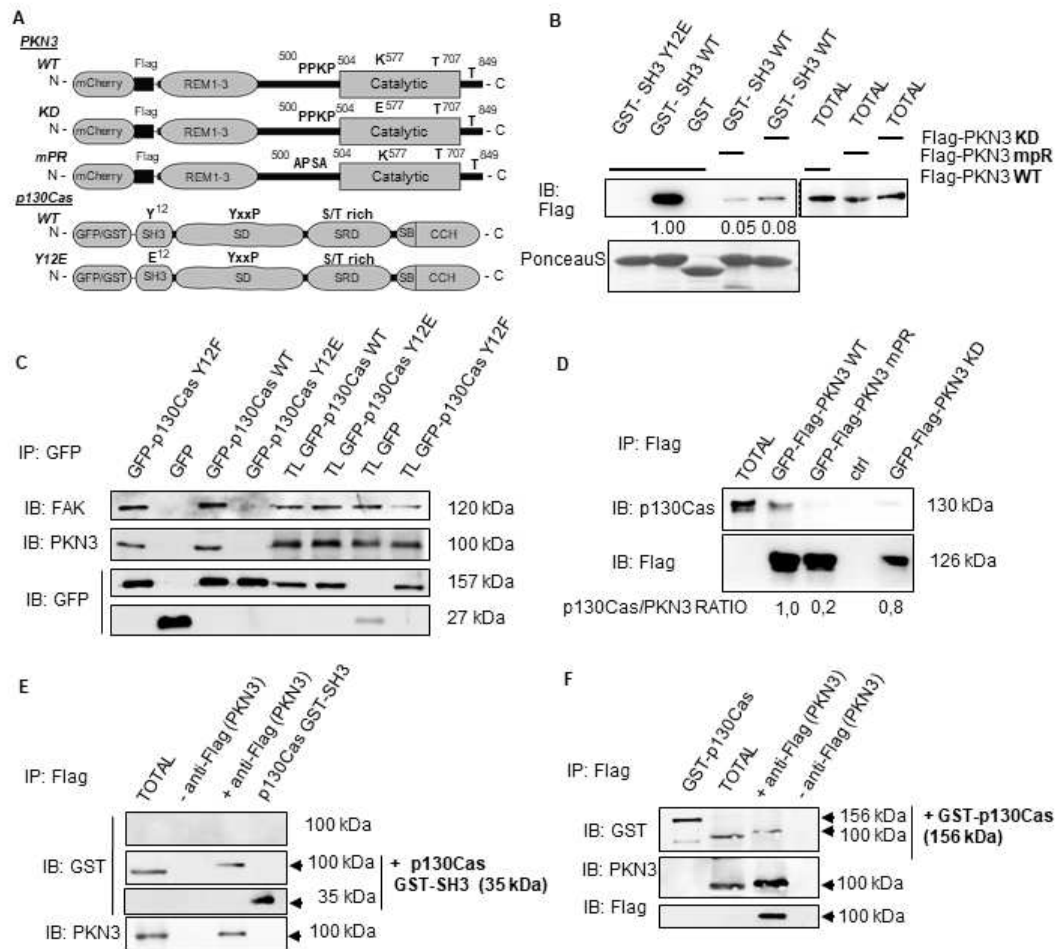 A
PKN3
WT
N - mCherry Flag REM1-3 500 PPKP 504 K577 Catalytic T 707 T 849 - C
KD
N - mCherry Flag REM1-3 500 PPKP 504 E 577 Catalytic T707 T 849 - C
mPR
N - mCherry Flag REM1-3 500 APSA 504 K577 Catalytic T 707 T 849 - C
p130Cas
WT
N - GFP/GST Y12 SH3 YxxP SD S/T rich SRD SB CCH - C
Y12E
N - GFP/GST E12 SH3 YxxP SD S/T rich SRD SB CCH - C
B
GST- SH3 Y12E
GST- SH3 WT
GST
GST- SH3 WT
GST- SH3 WT
TOTAL
TOTAL
TOTAL
Flag-PKN3 KD
Flag-PKN3 mpR
Flag-PKN3 WT
IB:
Flag
1.00 0.05 0.08
PonceauS
C
IP: GFP
GFP-p130Cas Y12F
GFP
GFP-p130Cas WT
GFP-p130Cas Y12E
TL GFP-p130Cas WT
TL GFP-p130Cas Y12E
TL GFP
TL GFP-p130Cas Y12F
IB: FAK 120 kDa
IB: PKN3 100 kDa
IB: GFP 157 kDa
27 kDa
D
IP: Flag
TOTAL
GFP-Flag-PKN3 WT
GFP-Flag-PKN3 mPR
ctrl
GFP-Flag-PKN3 KD
IB: p130Cas 130 kDa
IB: Flag 126 kDa
p130Cas/PKN3 RATIO 1,0 0,2 0,8
E
IP: Flag
TOTAL
- anti-Flag (PKN3)
+ anti-Flag (PKN3)
p130Cas GST-SH3
100 kDa
IB: GST 100 kDa
35 kDa
+ p130Cas
GST-SH3 (35 kDa)
IB: PKN3 100 kDa
F
IP: Flag
GST-p130Cas
TOTAL
+ anti-Flag (PKN3)
- anti-Flag (PKN3)
IB: GST 156 kDa
100 kDa
+ GST-p130Cas
(156 kDa)
IB: PKN3 100 kDa
IB: Flag 100 kDa